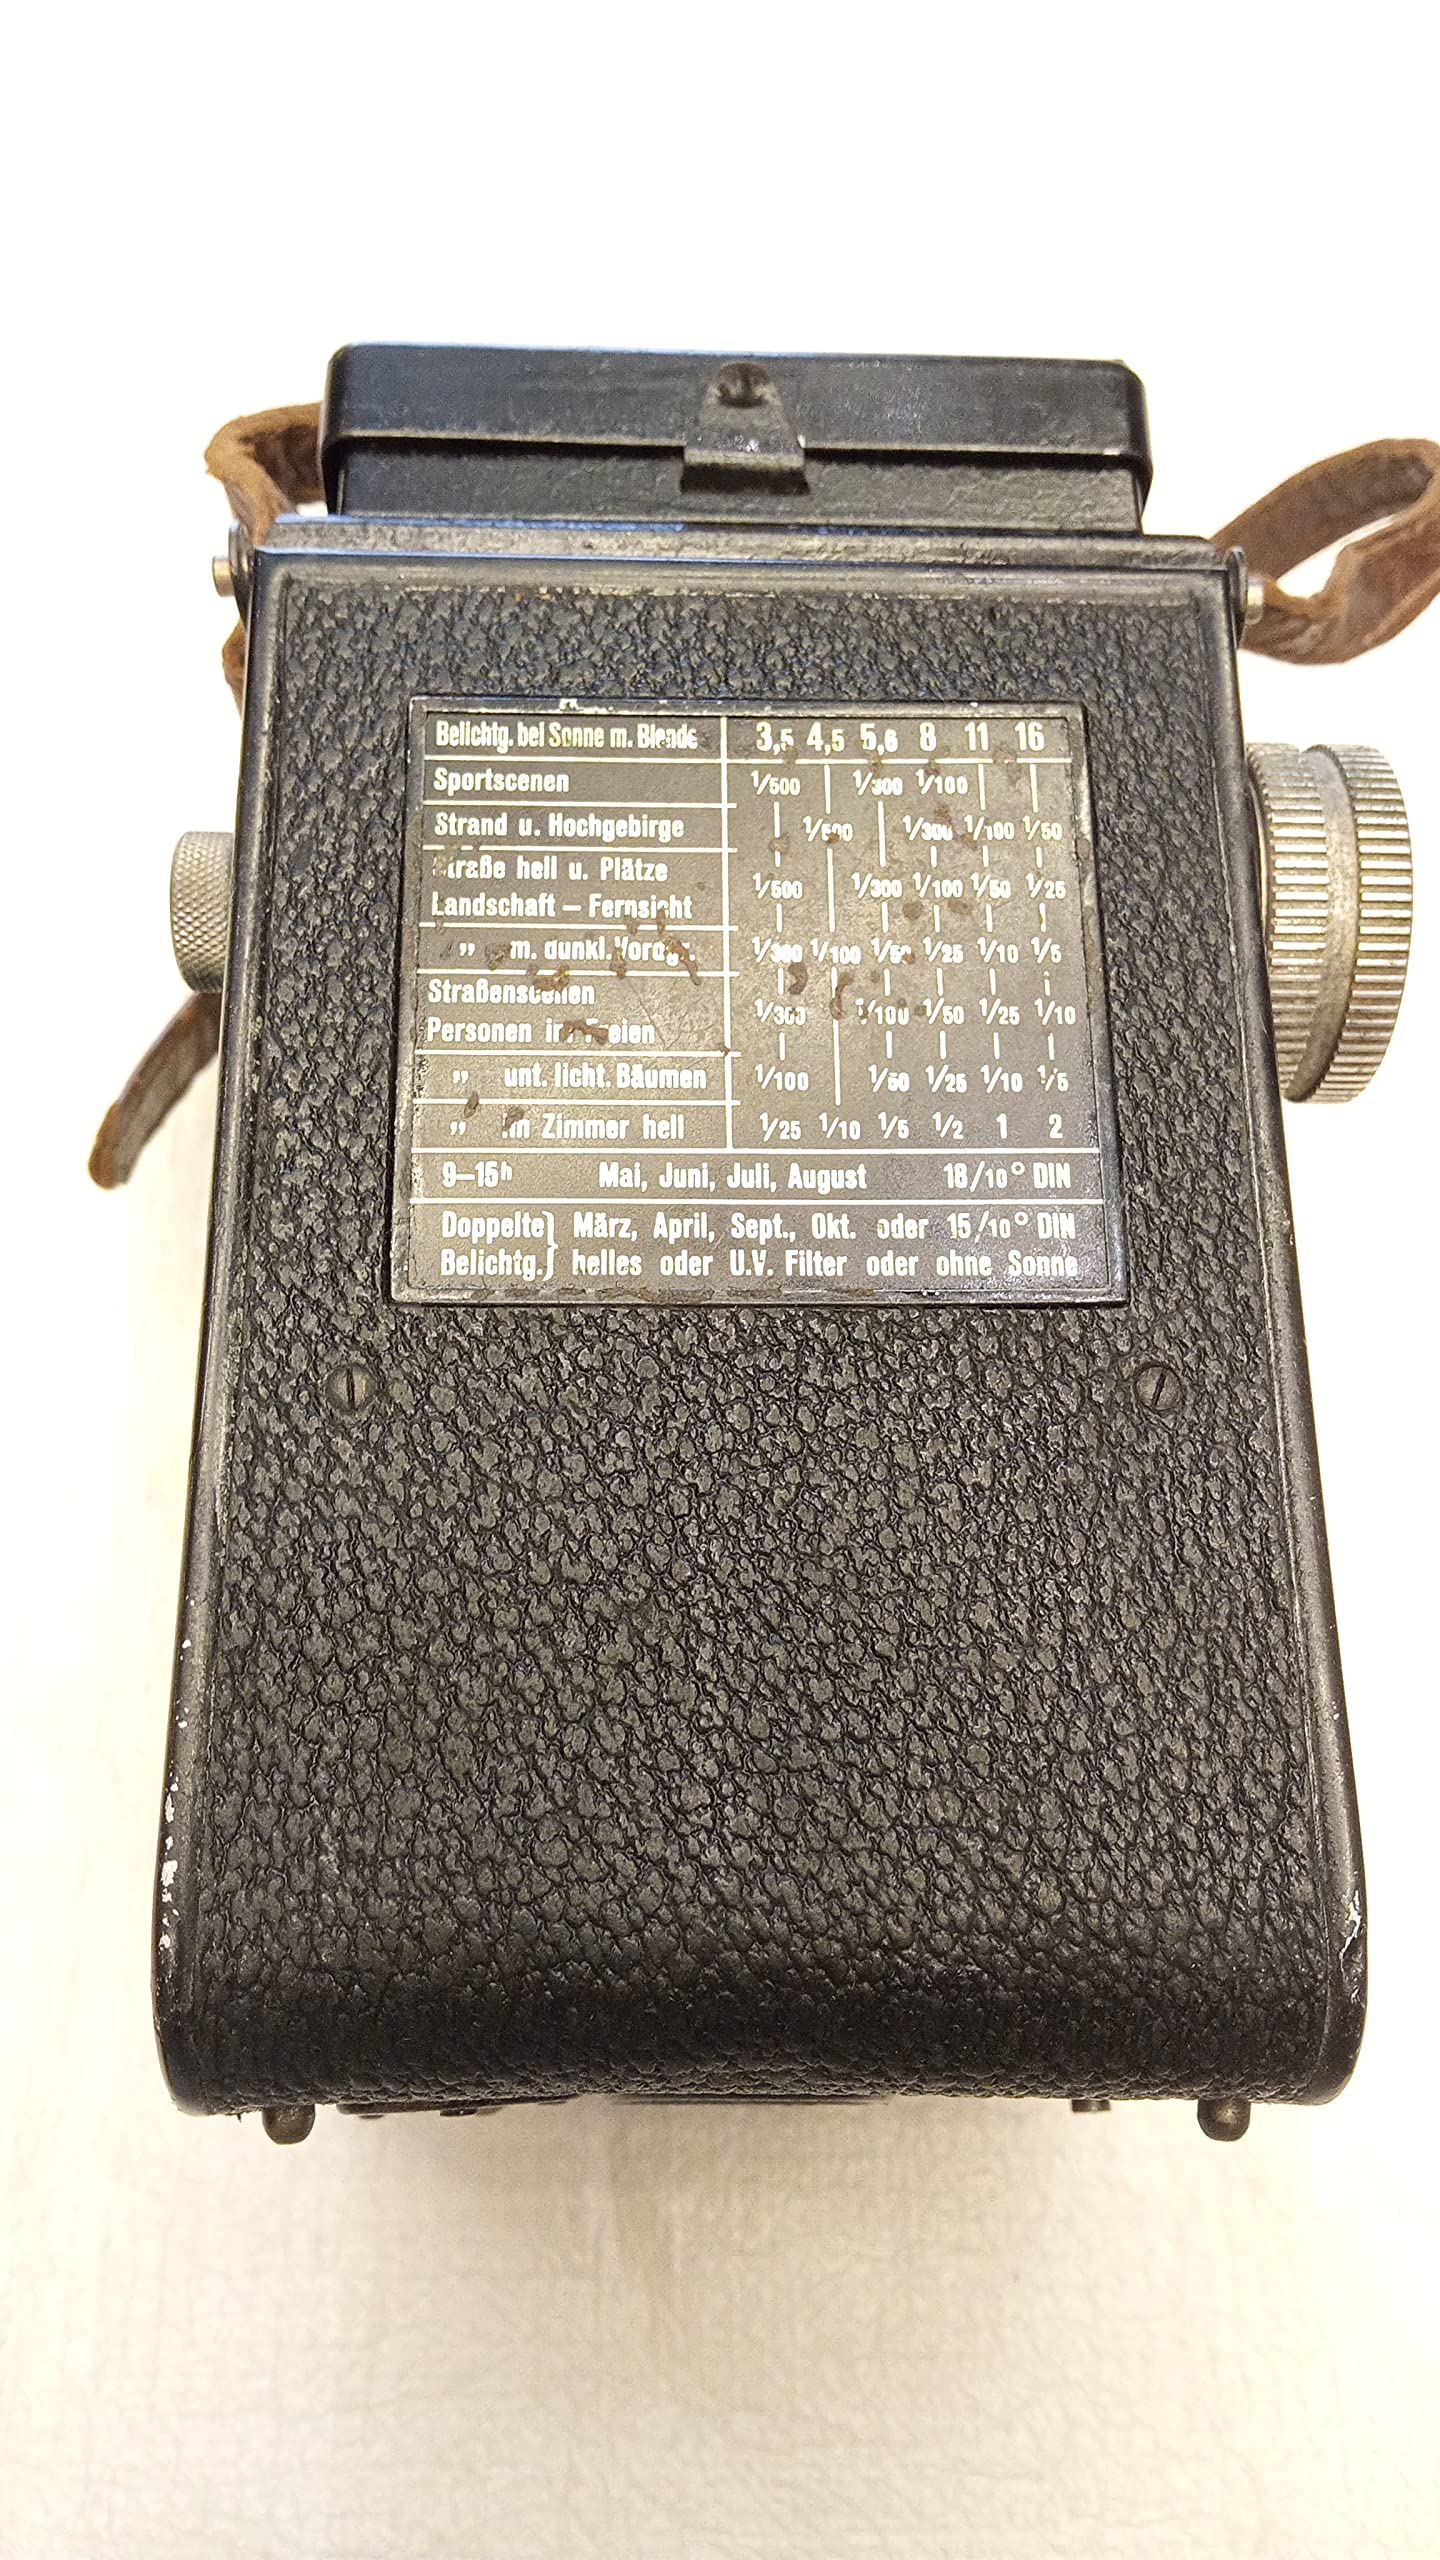 Belichtg. bei Sonne m. Blende 3,5 4,5 5,6 8 11 16
Sportscenen 1/500 1/300 1/100
Strand u. Hochgebirge 1/500 1/300 1/100 1/50
Straße hell u. Plätze
Landschaft – Fernsicht 1/500 1/300 1/100 1/50 1/25
„ m. dunkl. Vordgr. 1/300 1/100 1/50 1/25 1/10 1/5
Straßenscenen
Personen im Freien 1/300 1/100 1/50 1/25 1/10
„ unt. licht. Bäumen 1/100 1/50 1/25 1/10 1/5
„ im Zimmer hell 1/25 1/10 1/5 1/2 1 2
9–15h Mai, Juni, Juli, August 18/10° DIN
Doppelte } März, April, Sept., Okt. oder 15/10° DIN
Belichtg. } helles oder U.V. Filter oder ohne Sonne